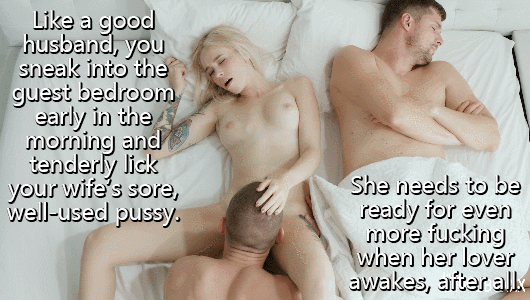 Like a good
husband, you
sneak into the
guest bedroom
early in the
morning and
tenderly lick
your wife's sore,
well-used pussy.
She needs to be
ready for even
more fucking
when her lover
awakes, after all.